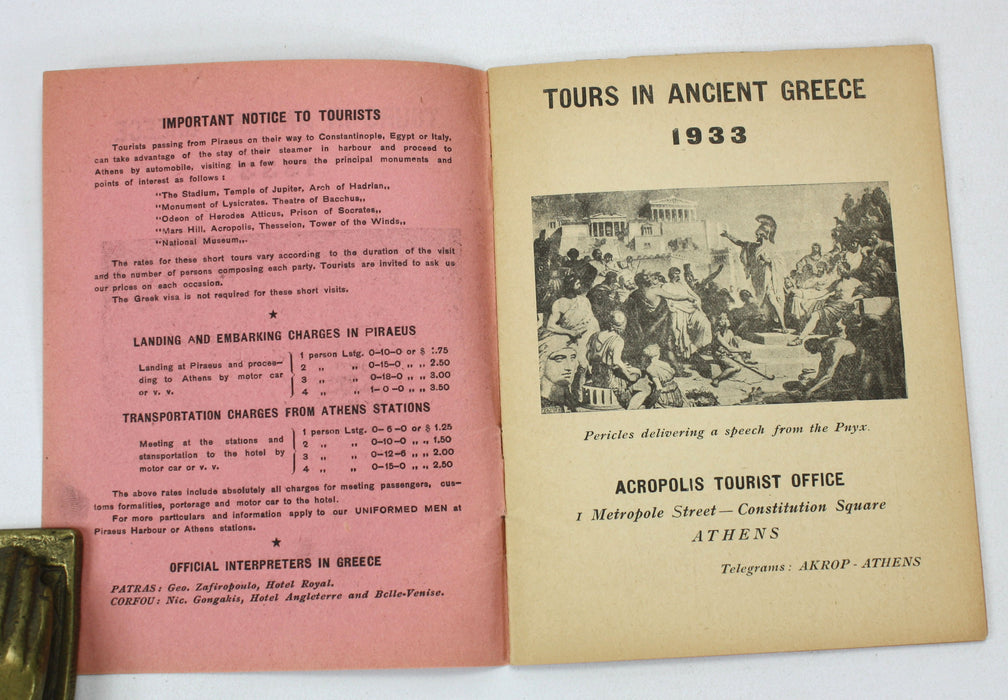 IMPORTANT NOTICE TO TOURISTS
Tourists passing from Piraeus on their way to Constantinople, Egypt or Italy,
can take advantage of the stay of their steamer in harbour and proceed to
Athens by automobile, visiting in a few hours the principal monuments and
points of interest as follows :
"The Stadium, Temple of Jupiter, Arch of Hadrian„
"Monument of Lysicrates. Theatre of Bacchus„
"Odeon of Herodes Atticus, Prison of Socrates„
"Mars Hill. Acropolis, Thesseion, Tower of the Winds„
"National Museum„.
The rates for these short tours vary according to the duration of the visit
and the number of persons composing each party. Tourists are invited to ask us
our prices on each occasion.
The Greek visa is not required for these short visits.
★
LANDING AND EMBARKING CHARGES IN PIRAEUS
Landing at Piraeus and procee-
ding to Athens by motor car
or v. v.
1 person Lstg. 0-10-0 or $ 1.75
2 „ „ 0-15-0 „ „ 2.50
3 „ „ 0-18-0 „ „ 3.00
4 „ „ 1- 0 -0 „ „ 3.50
TRANSPORTATION CHARGES FROM ATHENS STATIONS
Meeting at the stations and
stansportation to the hotel by
motor car or v. v.
1 person Lstg. 0- 6 -0 or $ 1.25
2 „ „ 0-10-0 „ „ 1.50
3 „ „ 0-12-6 „ „ 2.00
4 „ „ 0-15-0 „ „ 2.50
The above rates include absolutely all charges for meeting passengers, cus-
toms formalities, porterage and motor car to the hotel.
For more partculars and information apply to our UNIFORMED MEN at
Piraeus Harbour or Athens stations.
★
OFFICIAL INTERPRETERS IN GREECE
PATRAS : Geo. Zafiropoulo, Hotel Royal.
CORFOU : Nic. Gongakis, Hotel Angleterre and Belle-Venise.
TOURS IN ANCIENT GREECE
1933
Pericles delivering a speech from the Pnyx.
ACROPOLIS TOURIST OFFICE
1 Metropole Street — Constitution Square
ATHENS
Telegrams : AKROP - ATHENS